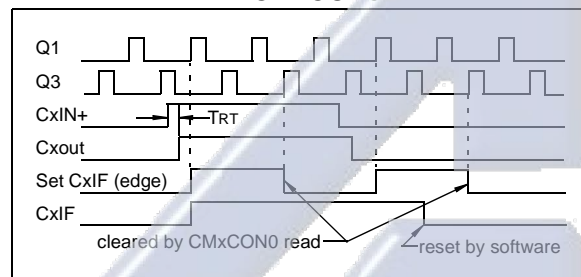 Q1
Q3
CxIN+
TRT
Cxout
Set CxIF (edge)
CxIF
cleared by CMxCON0 read
reset by software